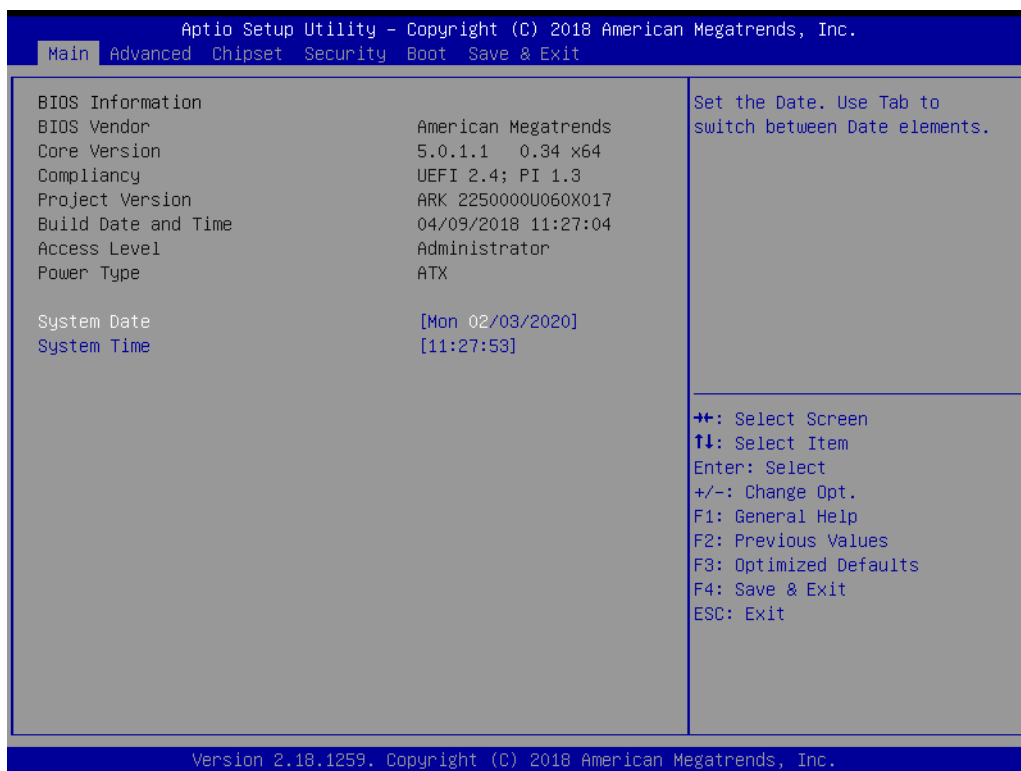 Aptio Setup Utility – Copyright (C) 2018 American Megatrends, Inc.
Main Advanced Chipset Security Boot Save & Exit
BIOS Information
BIOS Vendor American Megatrends
Core Version 5.0.1.1 0.34 x64
Compliancy UEFI 2.4; PI 1.3
Project Version ARK 2250000U060X017
Build Date and Time 04/09/2018 11:27:04
Access Level Administrator
Power Type ATX
System Date [Mon 02/03/2020]
System Time [11:27:53]
Set the Date. Use Tab to
switch between Date elements.
→←: Select Screen
↑↓: Select Item
Enter: Select
+/-: Change Opt.
F1: General Help
F2: Previous Values
F3: Optimized Defaults
F4: Save & Exit
ESC: Exit
Version 2.18.1259. Copyright (C) 2018 American Megatrends, Inc.